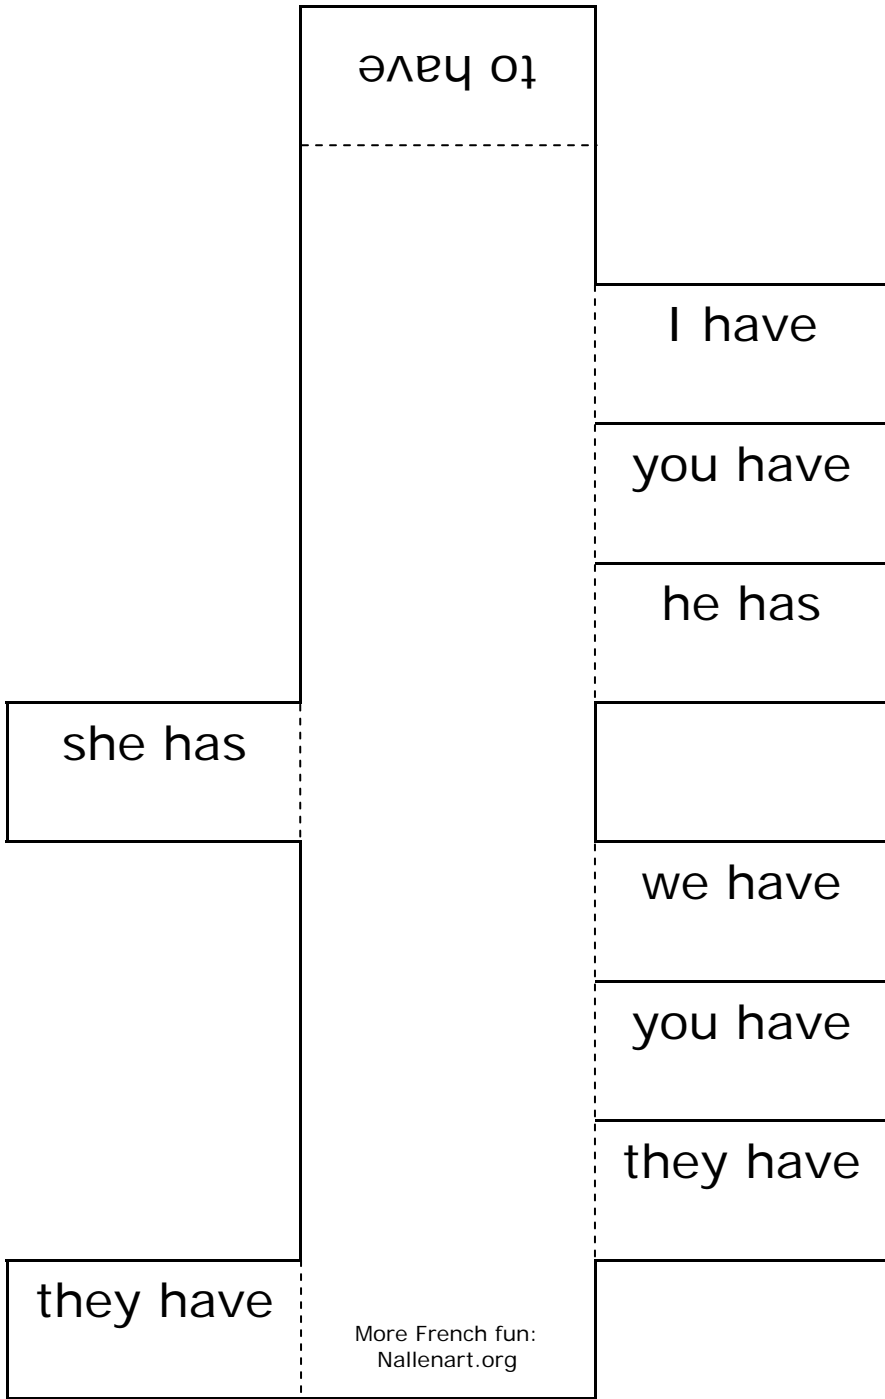 to have
I have
you have
he has
she has
we have
you have
they have
they have
More French fun:
Nallenart.org